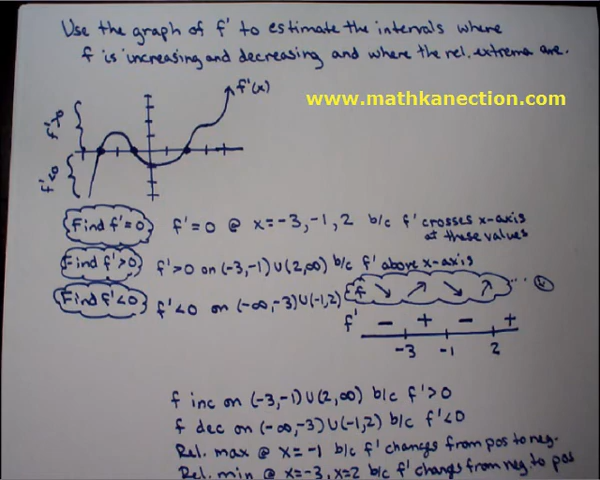 Use the graph of f' to estimate the intervals where
f is increasing and decreasing and where the rel. extrema are.
f'(x)
www.mathkanection.com
f'>0
f'<0
Find f'=0 f'=0 @ x=-3,-1,2 b/c f' crosses x-axis
at these values
Find f'>0 f'>0 on (-3,-1)∪(2,∞) b/c f' above x-axis
Find f'<0 f'<0 on (-∞,-3)∪(-1,2)
f ↘ ↗ ↘ ↗
f' - + - +
-3 -1 2
f inc on (-3,-1)∪(2,∞) b/c f'>0
f dec on (-∞,-3)∪(-1,2) b/c f'<0
Rel. max @ x=-1 b/c f' changes from pos to neg.
Rel. min @ x=-3, x=2 b/c f' changes from neg. to pos